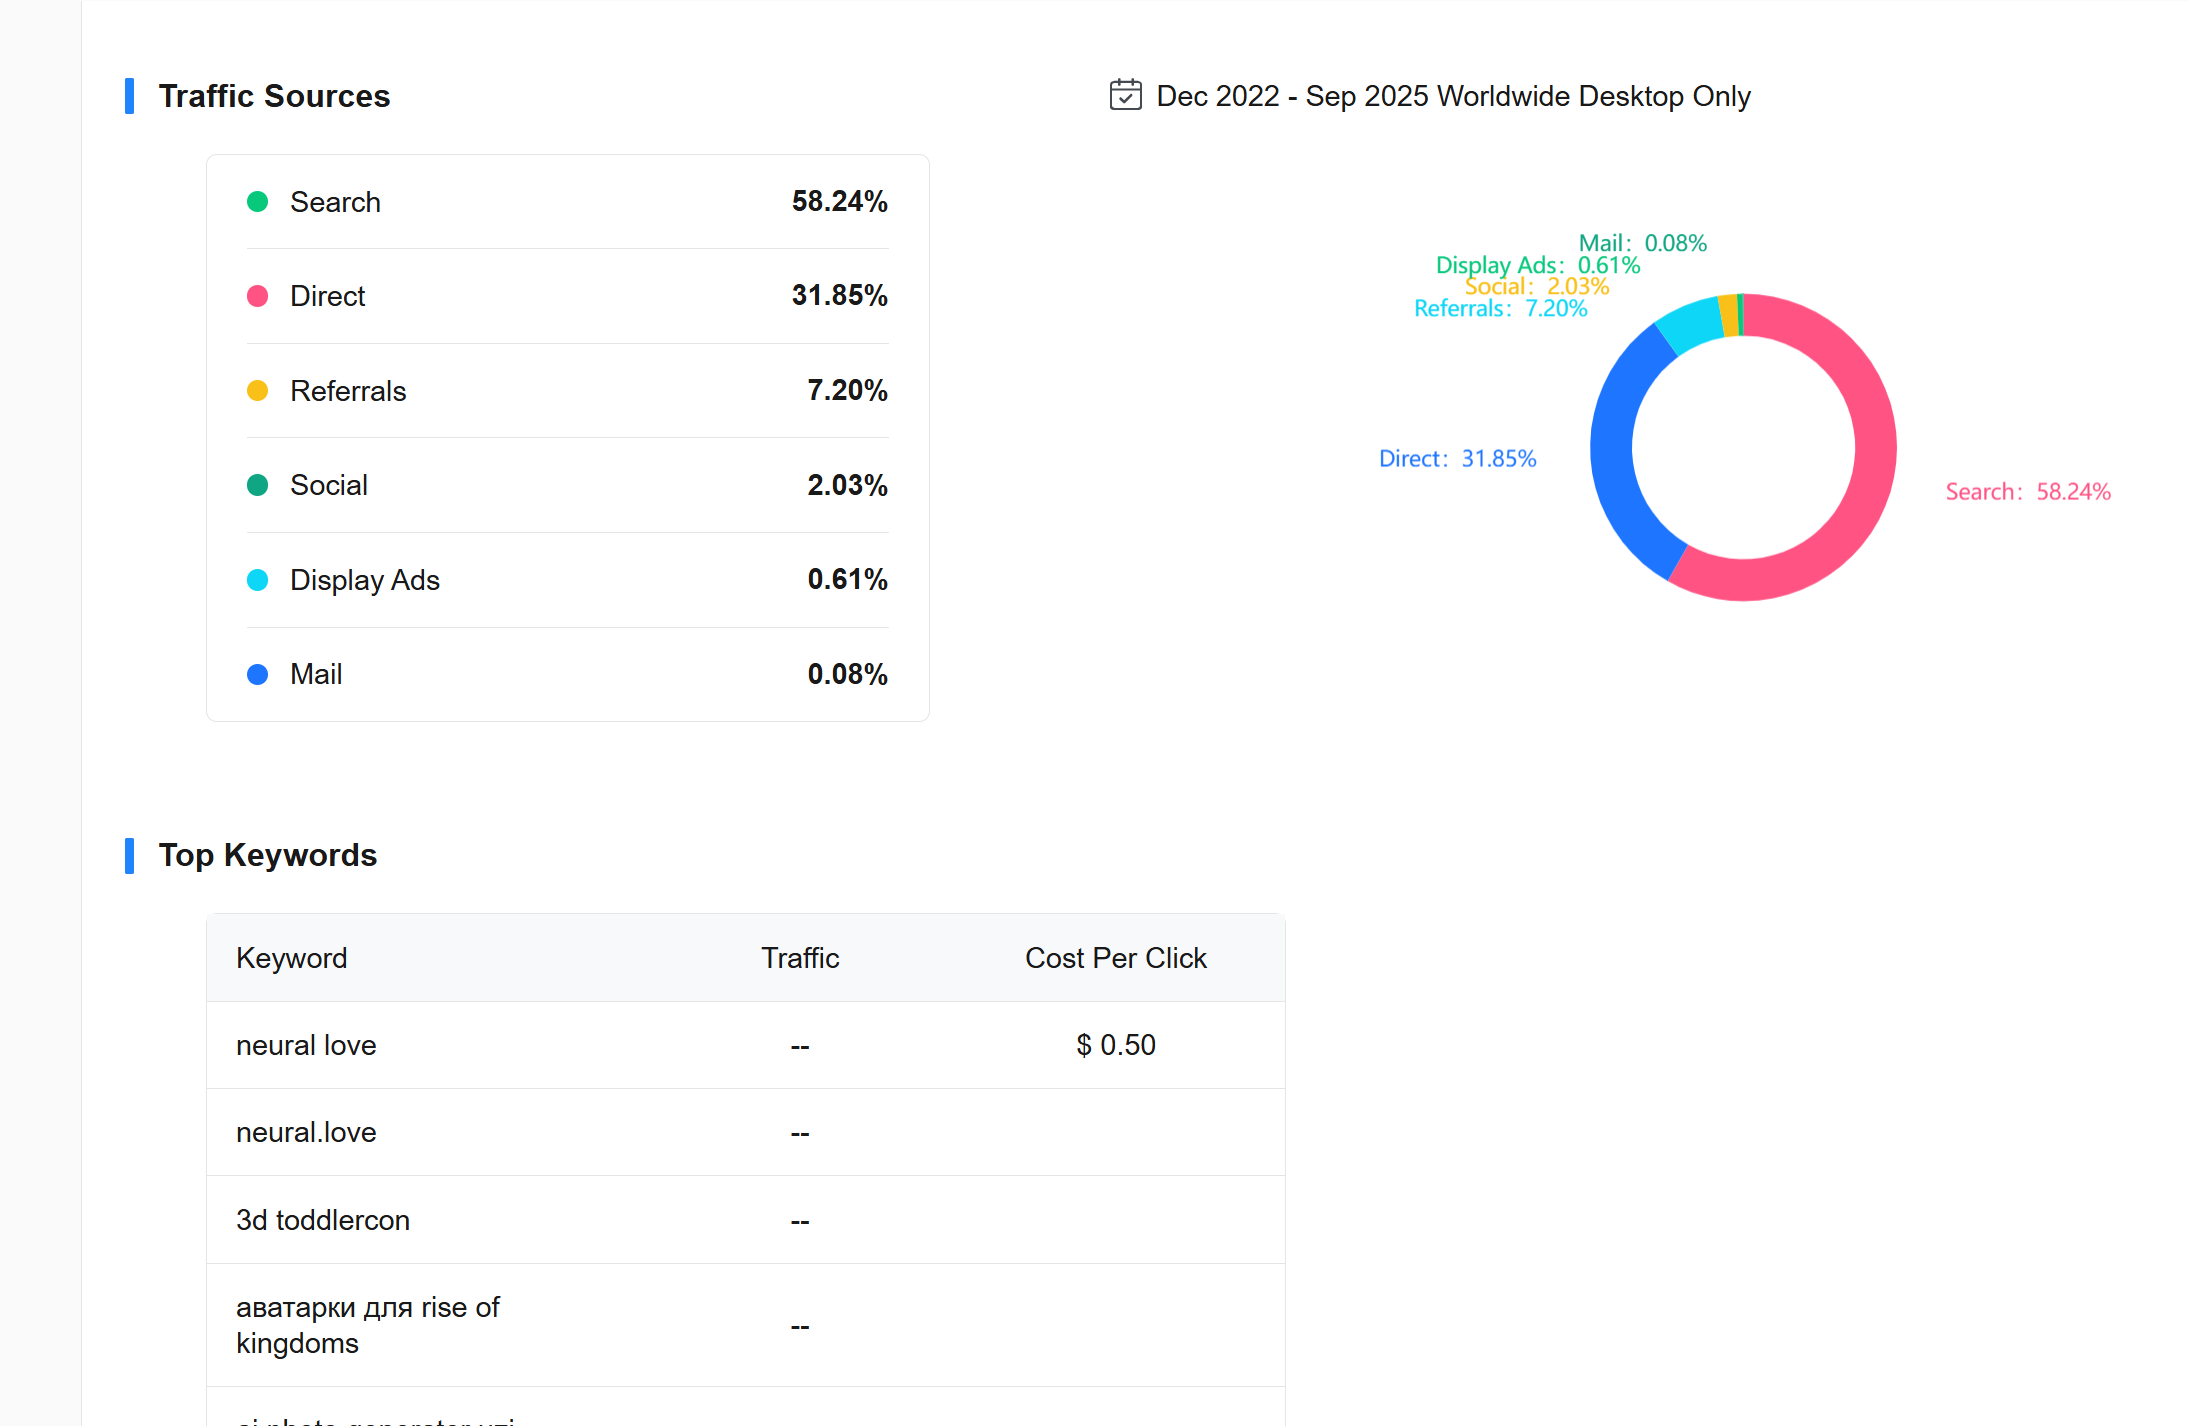 Traffic Sources
Dec 2022 - Sep 2025 Worldwide Desktop Only
Search 58.24%
Direct 31.85%
Referrals 7.20%
Social 2.03%
Display Ads 0.61%
Mail 0.08%
Mail: 0.08%
Display Ads: 0.61%
Social: 2.03%
Referrals: 7.20%
Direct: 31.85%
Search: 58.24%
Top Keywords
Keyword Traffic Cost Per Click
neural love -- $ 0.50
neural.love --
3d toddlercon --
аватарки для rise of
kingdoms --